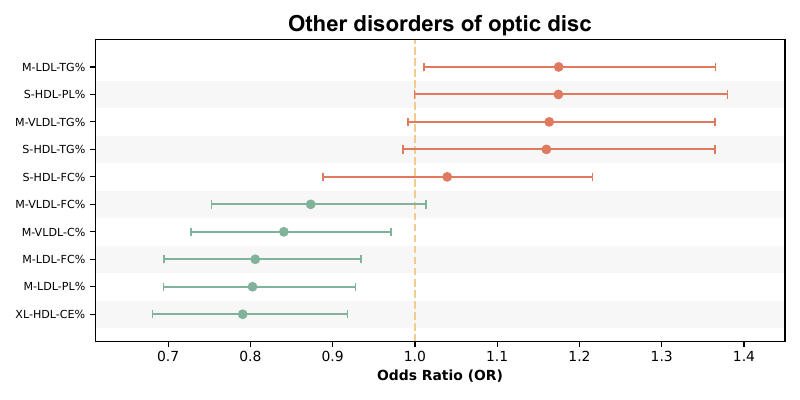 Other disorders of optic disc
M-LDL-TG%
S-HDL-PL%
M-VLDL-TG%
S-HDL-TG%
S-HDL-FC%
M-VLDL-FC%
M-VLDL-C%
M-LDL-FC%
M-LDL-PL%
XL-HDL-CE%
0.7 0.8 0.9 1.0 1.1 1.2 1.3 1.4
Odds Ratio (OR)